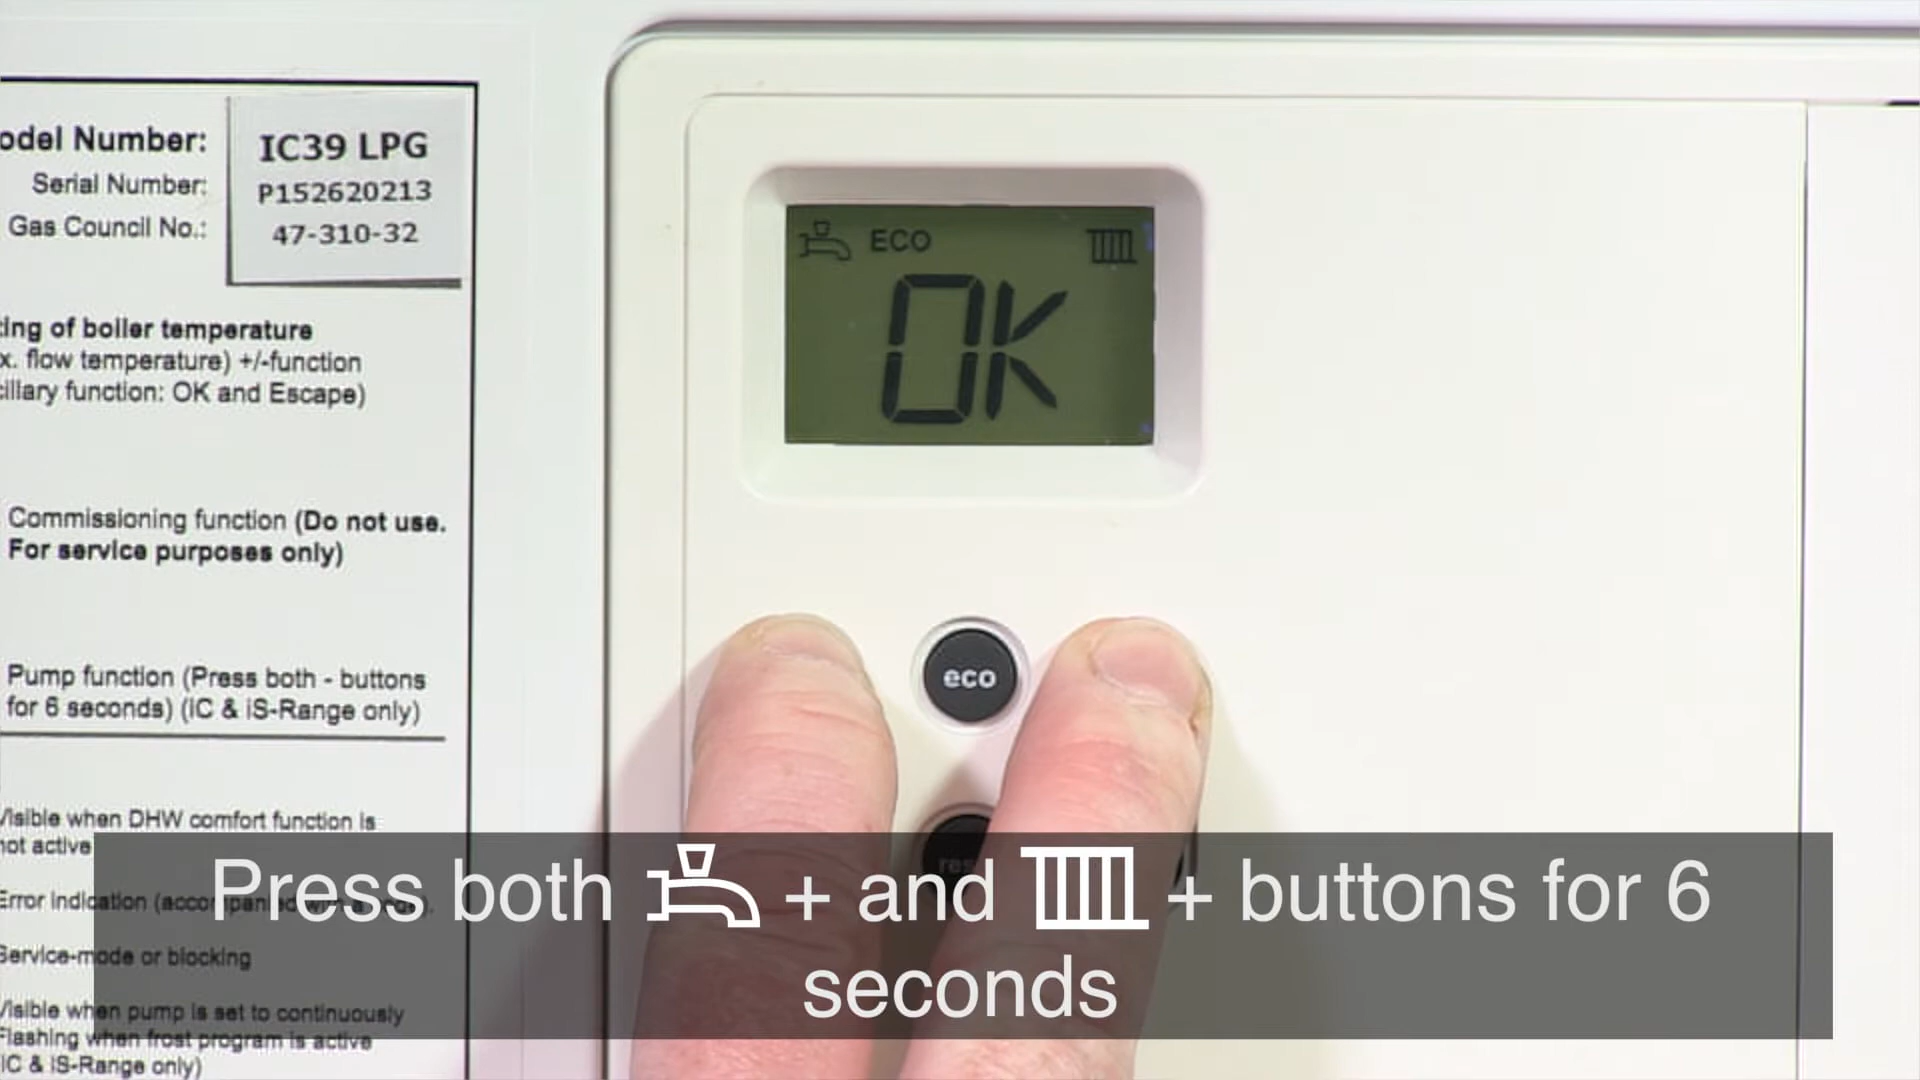 odel Number: IC39 LPG
Serial Number: P152620213
Gas Council No.: 47-310-32
ting of boiler temperature
x. flow temperature) +/-function
cillary function: OK and Escape)
Commissioning function (Do not use.
For service purposes only)
Pump function (Press both - buttons
for 6 seconds) (IC & iS-Range only)
Visible when DHW comfort function is
not active
Error indication (accompanied with a code).
Service-mode or blocking
Visible when pump is set to continuously
Flashing when frost program is active
IC & iS-Range only)
ECO
OK
eco
res
Press both + and + buttons for 6
seconds